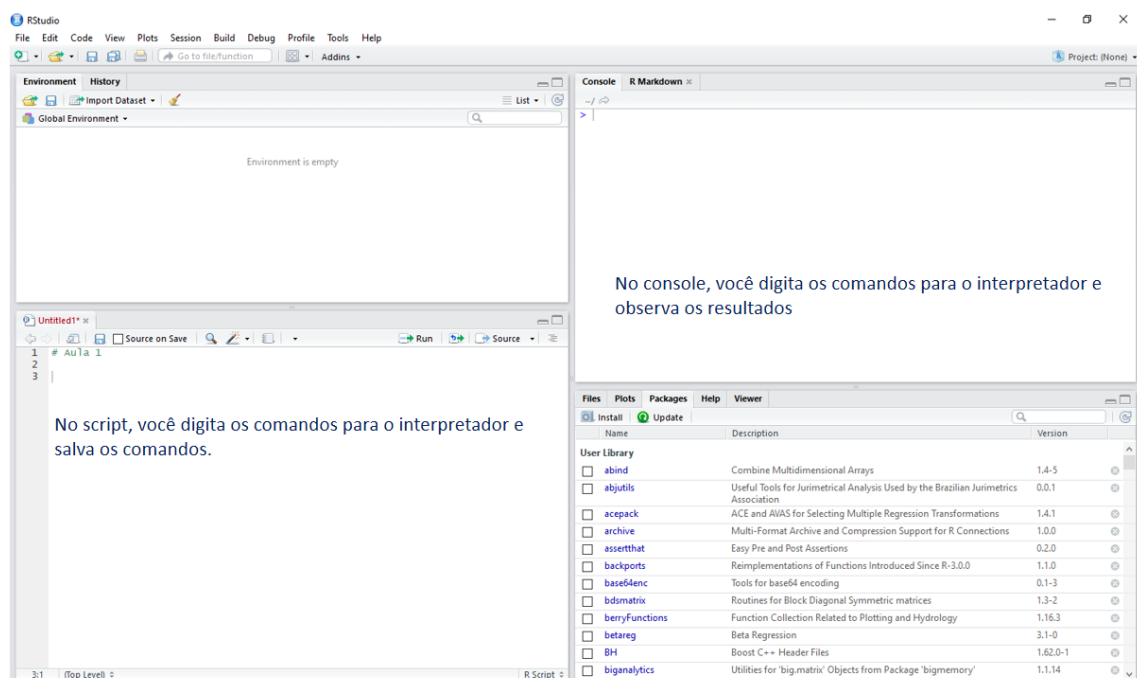 RStudio
File Edit Code View Plots Session Build Debug Profile Tools Help
Go to file/function Addins Project: (None)
Environment History
Import Dataset List
Global Environment
Environment is empty
Untitled1*
Source on Save Run Source
1 # Aula 1
2
3
No script, você digita os comandos para o interpretador e
salva os comandos.
3:1 (Top Level) R Script
Console R Markdown
~/
>
No console, você digita os comandos para o interpretador e
observa os resultados
Files Plots Packages Help Viewer
Install Update
Name Description Version
User Library
abind Combine Multidimensional Arrays 1.4-5
abjutils Useful Tools for Jurimetrical Analysis Used by the Brazilian Jurimetrics 0.0.1
Association
acepack ACE and AVAS for Selecting Multiple Regression Transformations 1.4.1
archive Multi-Format Archive and Compression Support for R Connections 1.0.0
assertthat Easy Pre and Post Assertions 0.2.0
backports Reimplementations of Functions Introduced Since R-3.0.0 1.1.0
base64enc Tools for base64 encoding 0.1-3
bdsmatrix Routines for Block Diagonal Symmetric matrices 1.3-2
berryFunctions Function Collection Related to Plotting and Hydrology 1.16.3
betareg Beta Regression 3.1-0
BH Boost C++ Header Files 1.62.0-1
biganalytics Utilities for 'big.matrix' Objects from Package 'bigmemory' 1.1.14